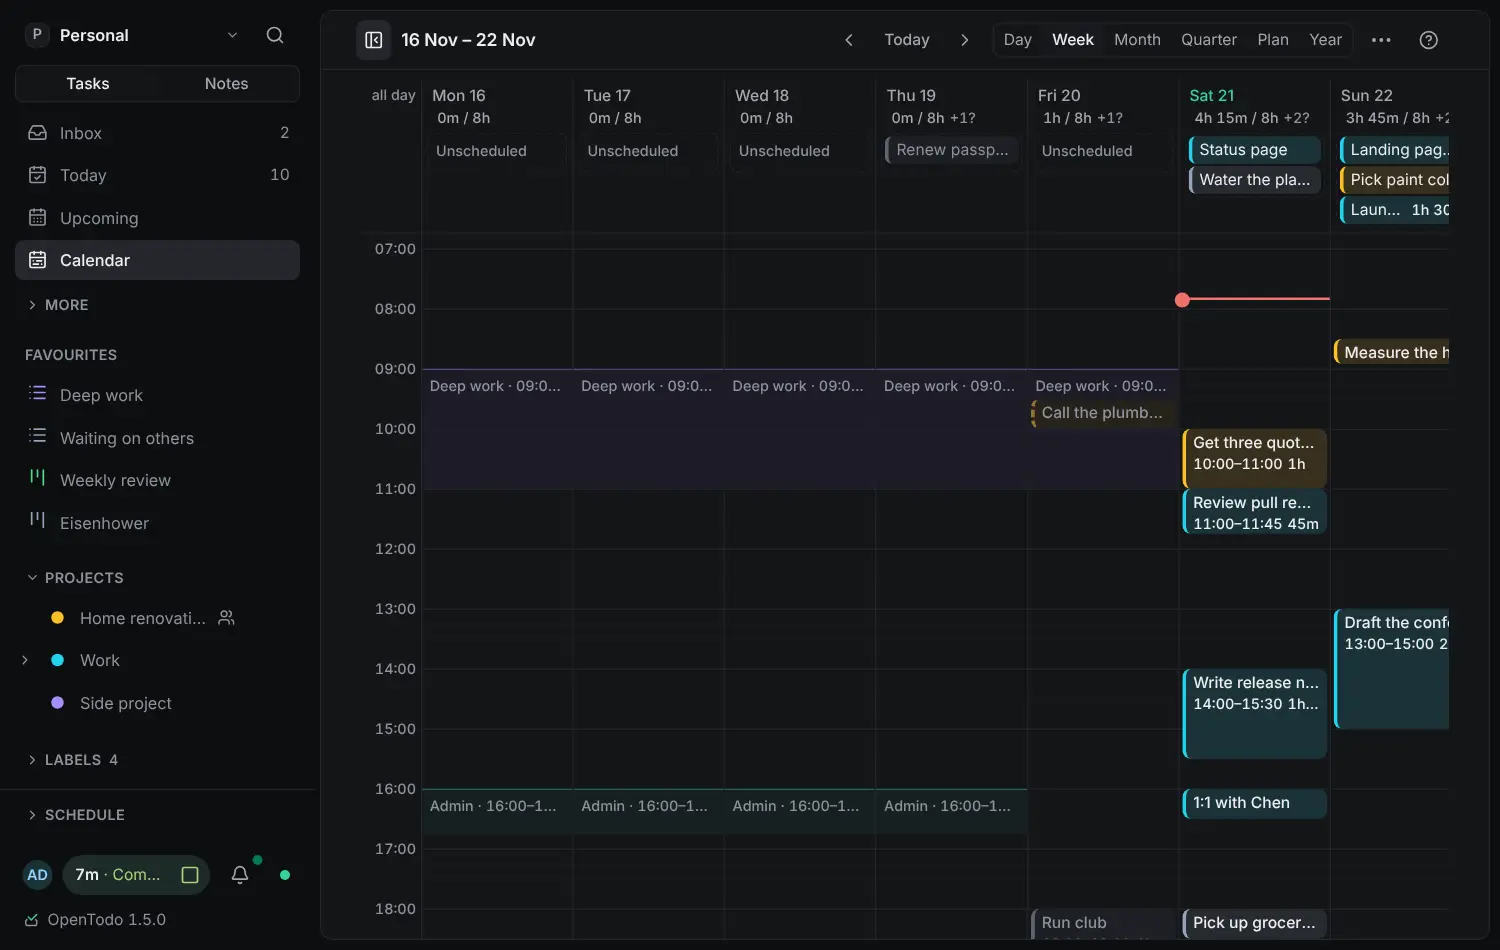 P Personal
Tasks Notes
Inbox 2
Today 10
Upcoming
Calendar
MORE
FAVOURITES
Deep work
Waiting on others
Weekly review
Eisenhower
PROJECTS
Home renovati...
Work
Side project
LABELS 4
SCHEDULE
AD 7m · Com...
OpenTodo 1.5.0
16 Nov – 22 Nov
Today
Day Week Month Quarter Plan Year
all day Mon 16 Tue 17 Wed 18 Thu 19 Fri 20 Sat 21 Sun 22
0m / 8h 0m / 8h 0m / 8h 0m / 8h +1? 1h / 8h +1? 4h 15m / 8h +2? 3h 45m / 8h +2
Unscheduled Unscheduled Unscheduled Renew passp... Unscheduled Status page Landing pag...
Water the pla... Pick paint col
Laun... 1h 30
07:00
08:00
Measure the h
09:00
Deep work · 09:0... Deep work · 09:0... Deep work · 09:0... Deep work · 09:0... Deep work · 09:0...
Call the plumb...
10:00
Get three quot...
10:00–11:00 1h
11:00
Review pull re...
11:00–11:45 45m
12:00
13:00
Draft the confe
13:00–15:00 2
14:00
Write release n...
14:00–15:30 1h...
15:00
16:00
Admin · 16:00–1... Admin · 16:00–1... Admin · 16:00–1... Admin · 16:00–1... 1:1 with Chen
17:00
18:00
Run club Pick up grocer...